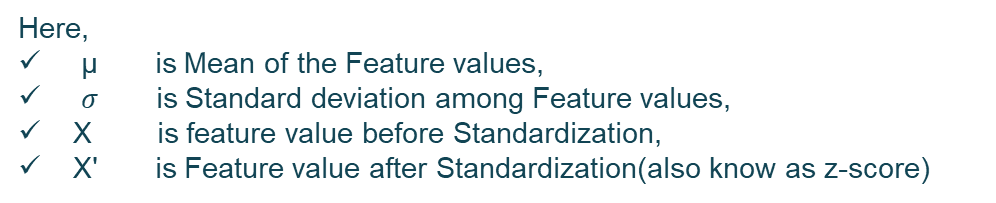 Here,
✓ μ is Mean of the Feature values,
✓ σ is Standard deviation among Feature values,
✓ X is feature value before Standardization,
✓ X' is Feature value after Standardization(also know as z-score)